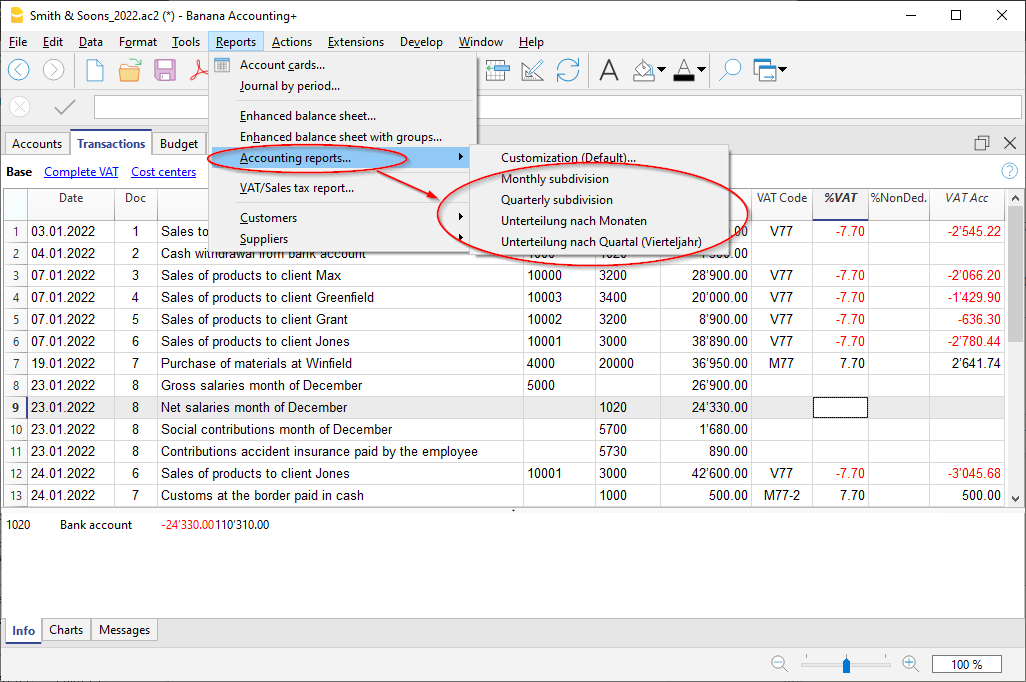 Smith & Soons_2022.ac2 (*) - Banana Accounting+
File Edit Data Format Tools Reports Actions Extensions Develop Window Help
Account cards...
Journal by period...
Enhanced balance sheet...
Enhanced balance sheet with groups...
Accounting reports...
VAT/Sales tax report...
Customers
Suppliers
Customization (Default)...
Monthly subdivision
Quarterly subdivision
Unterteilung nach Monaten
Unterteilung nach Quartal (Vierteljahr)
Accounts Transactions Budget
Base Complete VAT Cost centers
Date Doc VAT Code %VAT %NonDed. VAT Acc
1 03.01.2022 1 Sales to V77 -7.70 -2'545.22
2 04.01.2022 2 Cash withdrawal from bank account 1000 1020
3 07.01.2022 3 Sales of products to client Max 10000 3200 28'900.00 V77 -7.70 -2'066.20
4 07.01.2022 4 Sales of products to client Greenfield 10003 3400 20'000.00 V77 -7.70 -1'429.90
5 07.01.2022 5 Sales of products to client Grant 10002 3200 8'900.00 V77 -7.70 -636.30
6 07.01.2022 6 Sales of products to client Jones 10001 3000 38'890.00 V77 -7.70 -2'780.44
7 19.01.2022 7 Purchase of materials at Winfield 4000 20000 36'950.00 M77 7.70 2'641.74
8 23.01.2022 8 Gross salaries month of December 5000 26'900.00
9 23.01.2022 8 Net salaries month of December 1020 24'330.00
10 23.01.2022 8 Social contributions month of December 5700 1'680.00
11 23.01.2022 8 Contributions accident insurance paid by the employee 5730 890.00
12 24.01.2022 6 Sales of products to client Jones 10001 3000 42'600.00 V77 -7.70 -3'045.68
13 24.01.2022 7 Customs at the border paid in cash 1000 500.00 M77-2 7.70 500.00
1020 Bank account -24'330.00 110'310.00
Info Charts Messages
100 %